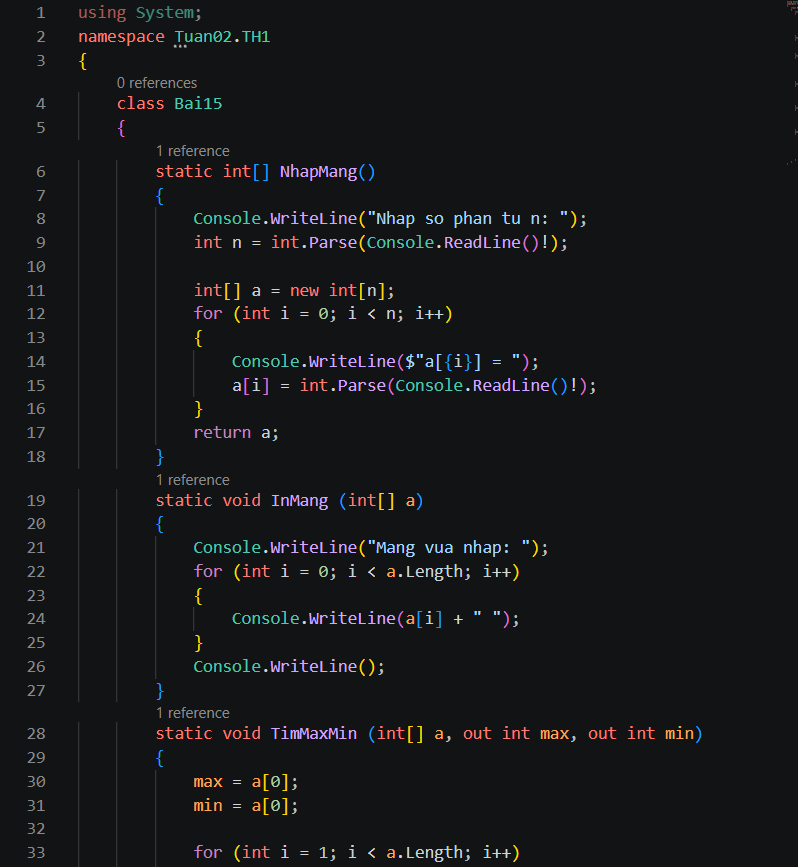 1 using System;
2 namespace Tuan02.TH1
3 {
0 references
4 class Bai15
5 {
1 reference
6 static int[] NhapMang()
7 {
8 Console.WriteLine("Nhap so phan tu n: ");
9 int n = int.Parse(Console.ReadLine()!);
10
11 int[] a = new int[n];
12 for (int i = 0; i < n; i++)
13 {
14 Console.WriteLine($"a[{i}] = ");
15 a[i] = int.Parse(Console.ReadLine()!);
16 }
17 return a;
18 }
1 reference
19 static void InMang (int[] a)
20 {
21 Console.WriteLine("Mang vua nhap: ");
22 for (int i = 0; i < a.Length; i++)
23 {
24 Console.WriteLine(a[i] + " ");
25 }
26 Console.WriteLine();
27 }
1 reference
28 static void TimMaxMin (int[] a, out int max, out int min)
29 {
30 max = a[0];
31 min = a[0];
32
33 for (int i = 1; i < a.Length; i++)